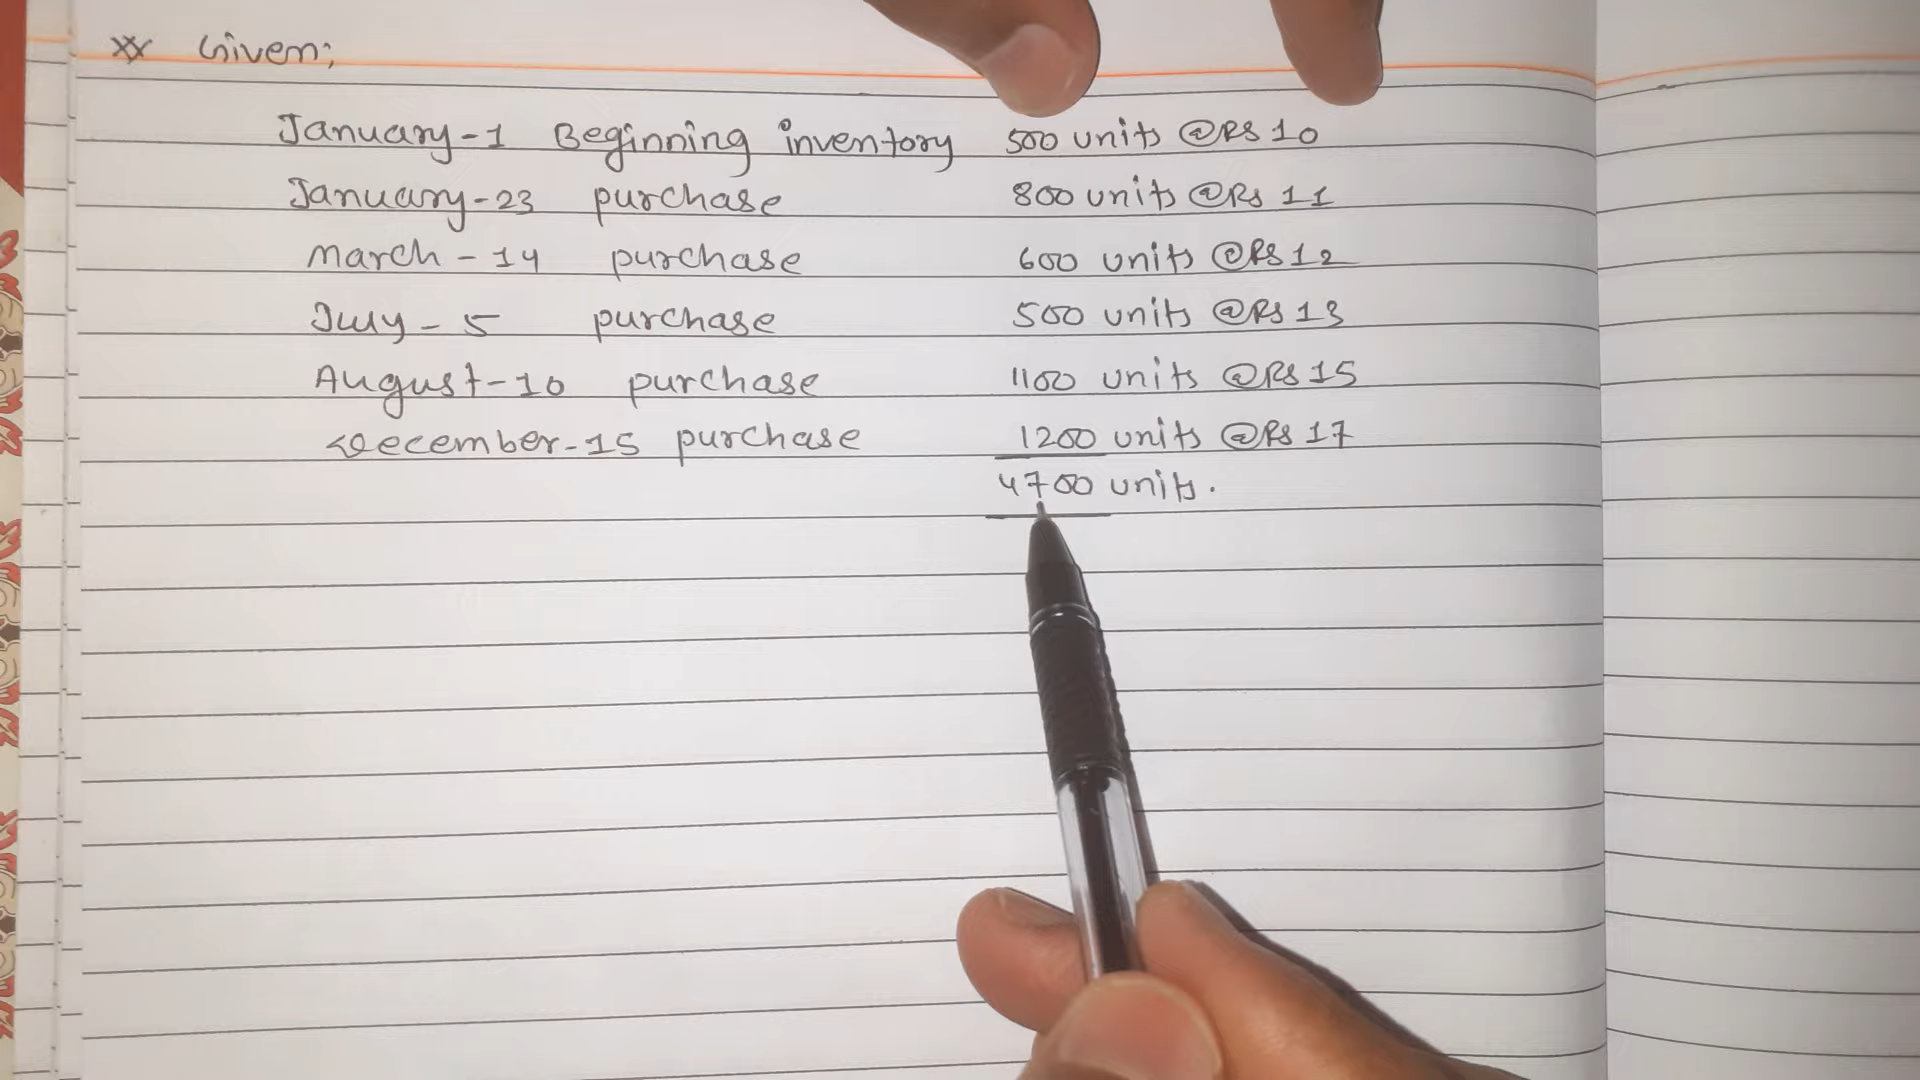 xx Given;
January-1 Beginning inventory 500 units @Rs 10
January-23 purchase 800 units @Rs 11
march-14 purchase 600 units @Rs 12
July-5 purchase 500 units @Rs 13
August-10 purchase 1100 units @Rs 15
December-15 purchase 1200 units @Rs 17
4700 units.